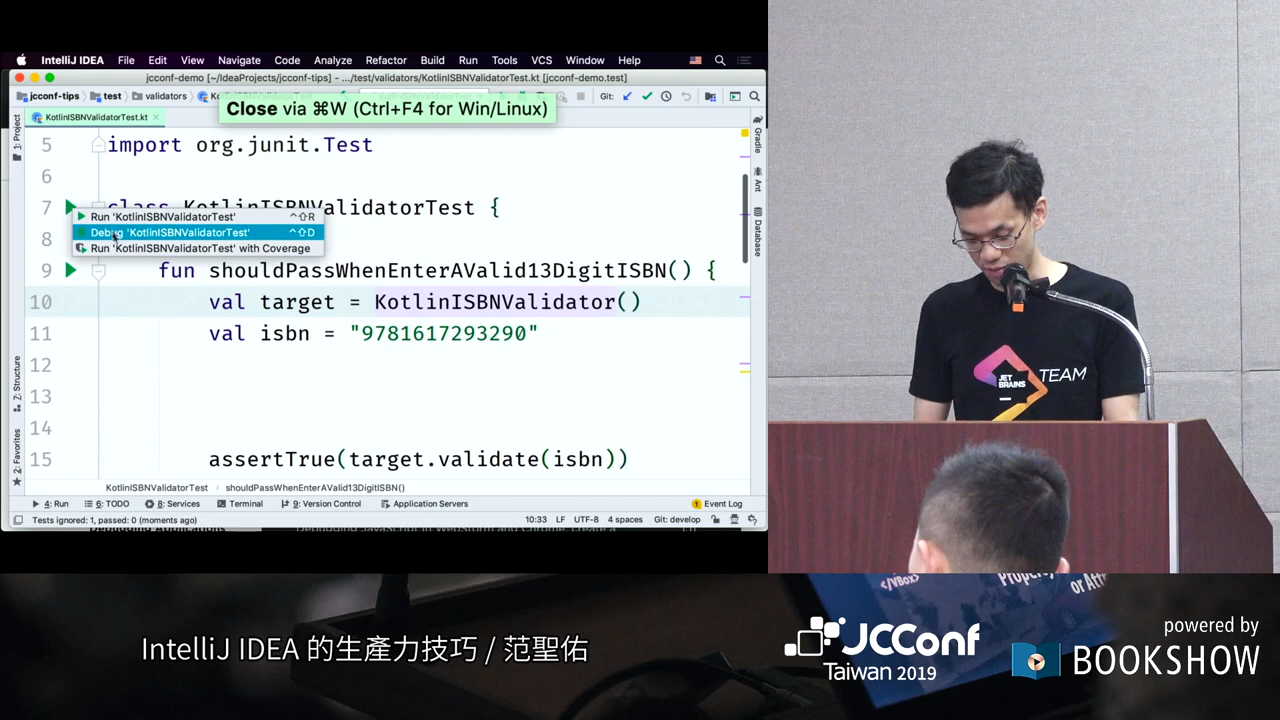 IntelliJ IDEA File Edit View Navigate Code Analyze Refactor Build Run Tools VCS Window Help
jcconf-demo [~/IdeaProjects/jcconf-tips] - .../test/validators/KotlinISBNValidatorTest.kt [jcconf-demo.test]
jcconf-tips test validators Git:
Close via ⌘W (Ctrl+F4 for Win/Linux)
KotlinISBNValidatorTest.kt
1: Project
Gradle
Ant
Database
5 import org.junit.Test
6
7 class KotlinISBNValidatorTest {
Run 'KotlinISBNValidatorTest' ^⇧R
8
Debug 'KotlinISBNValidatorTest' ^⇧D
Run 'KotlinISBNValidatorTest' with Coverage
9 fun shouldPassWhenEnterAValid13DigitISBN() {
10 val target = KotlinISBNValidator()
11 val isbn = "9781617293290"
12
13
14
15 assertTrue(target.validate(isbn))
Z: Structure
2: Favorites
KotlinISBNValidatorTest › shouldPassWhenEnterAValid13DigitISBN()
4: Run 6: TODO 8: Services Terminal 9: Version Control Application Servers 1 Event Log
Tests ignored: 1, passed: 0 (moments ago) 10:33 LF UTF-8 4 spaces Git: develop
JET
BRAINS
TEAM
</VBox>
or
IntelliJ IDEA 的生產力技巧 / 范聖佑
JCConf
Taiwan 2019
powered by
BOOKSHOW